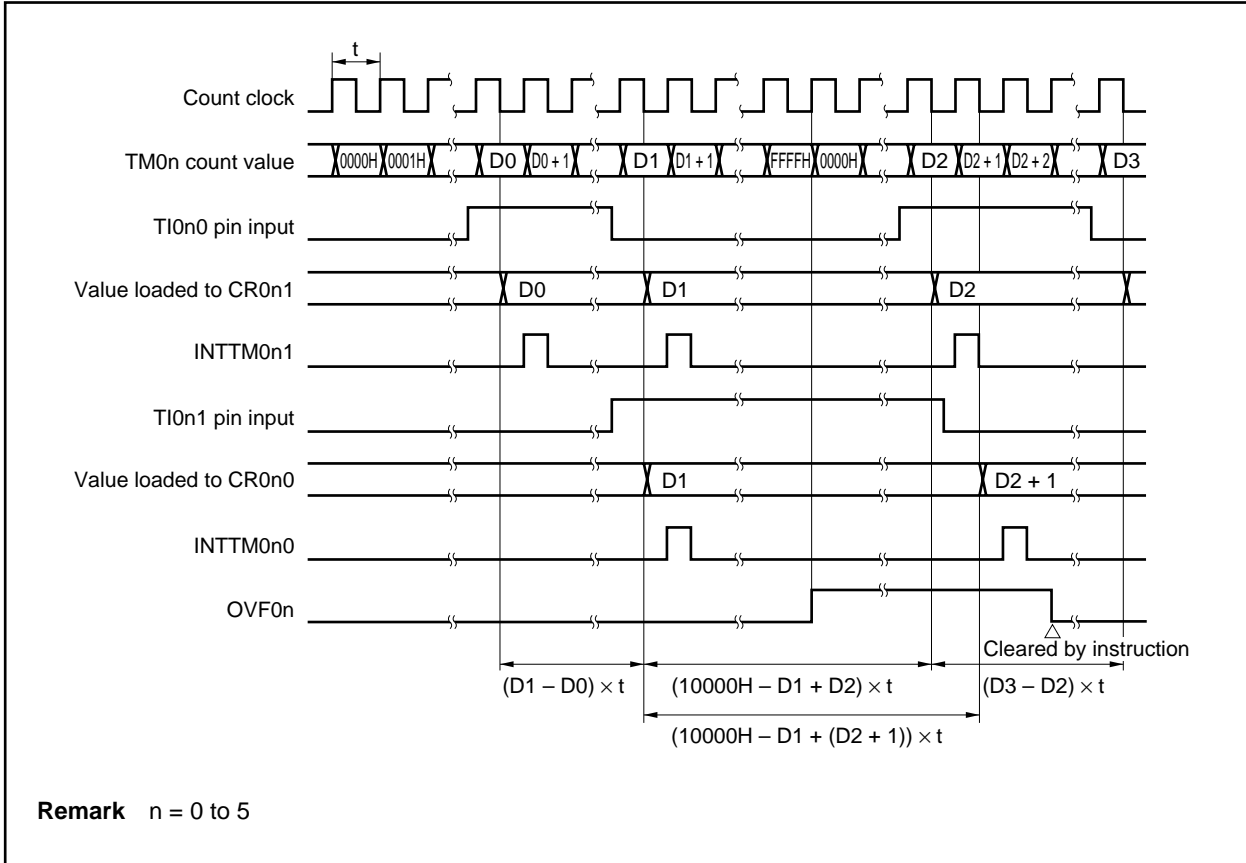 t
Count clock
TM0n count value 0000H 0001H D0 D0 + 1 D1 D1 + 1 FFFFH 0000H D2 D2 + 1 D2 + 2 D3
TI0n0 pin input
Value loaded to CR0n1 D0 D1 D2
INTTM0n1
TI0n1 pin input
Value loaded to CR0n0 D1 D2 + 1
INTTM0n0
OVF0n
Cleared by instruction
(D1 – D0) × t (10000H – D1 + D2) × t (D3 – D2) × t
(10000H – D1 + (D2 + 1)) × t
Remark n = 0 to 5